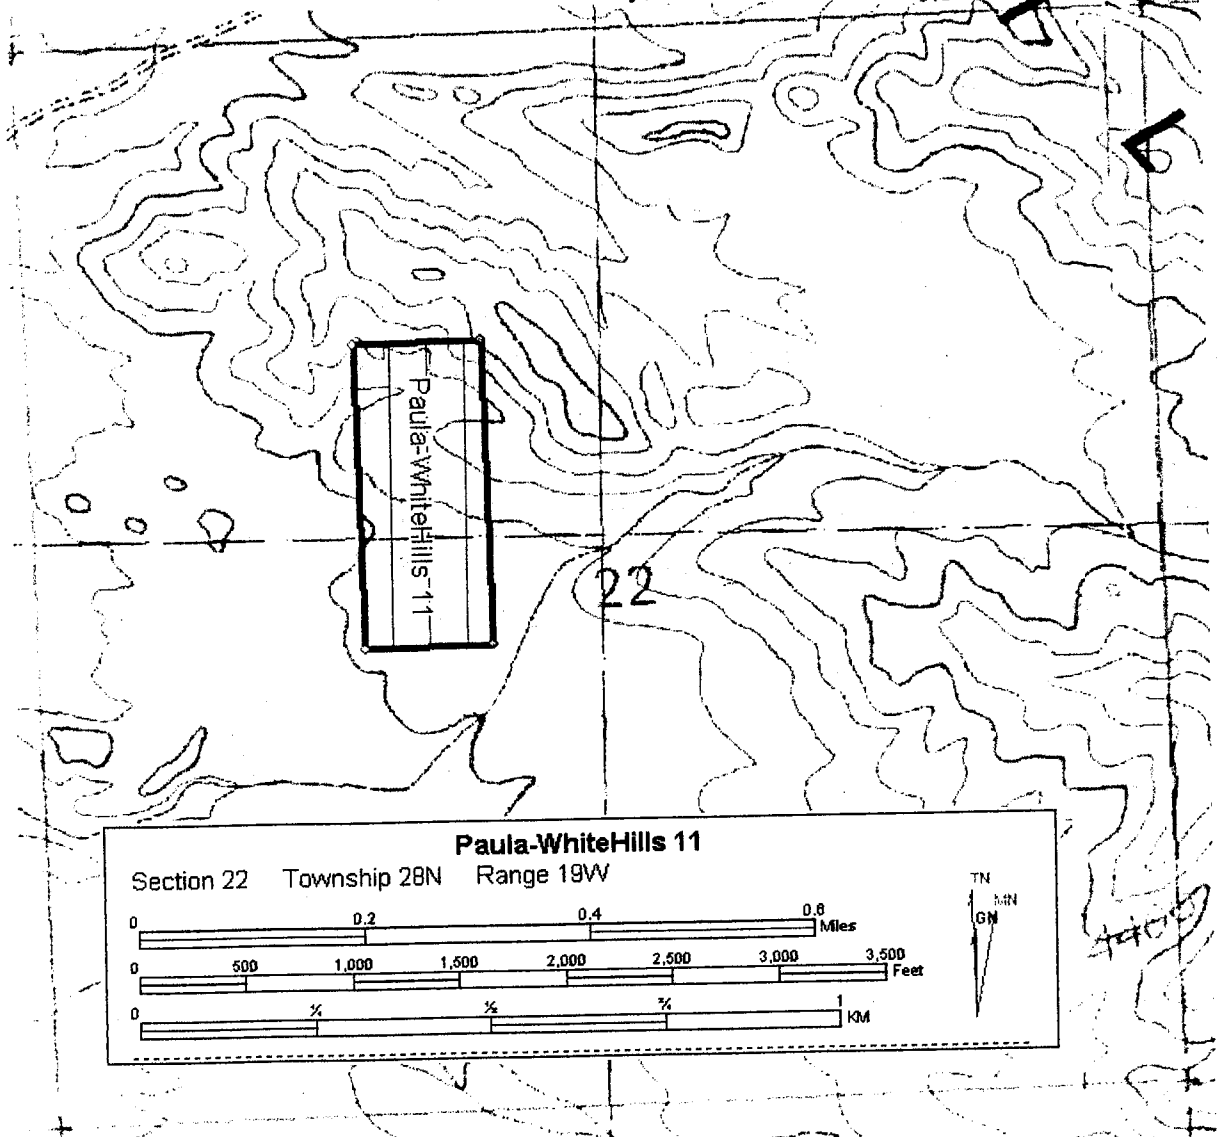 Paula-WhiteHills-11
22
Paula-WhiteHills 11
Section 22 Township 28N Range 19W
0 0.2 0.4 0.8 Miles
0 500 1,000 1,500 2,000 2,500 3,000 3,500 Feet
0 ¼ ½ ¾ 1 KM
TN
MN
GN